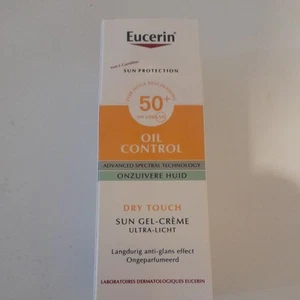 Eucerin
SUN PROTECTION
50+
OIL
CONTROL
ADVANCED SPECTRAL TECHNOLOGY
ONZUIVERE HUID
DRY TOUCH
SUN GEL-CRÈME
ULTRA-LICHT
Langdurig anti-glans effect
Ongeparfumeerd
LABORATOIRES DERMATOLOGIQUES EUCERIN